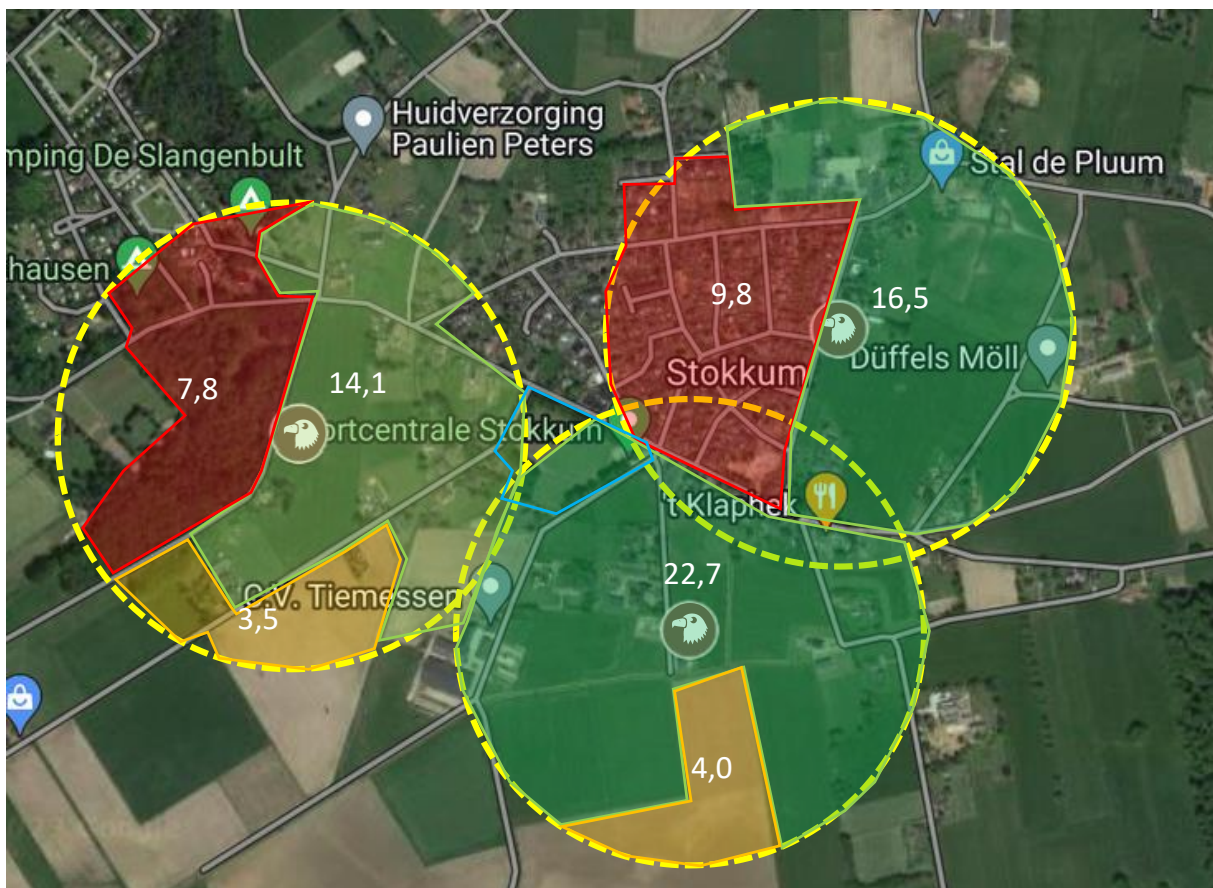 Huidverzorging
Paulien Peters
mping De Slangenbult
Stal de Pluum
hausen
9,8
16,5
Düffels Möll
Stokkum
7,8
14,1
ortcentrale Stokkum
't Klaphek
22,7
C.V. Tiemessen
3,5
4,0